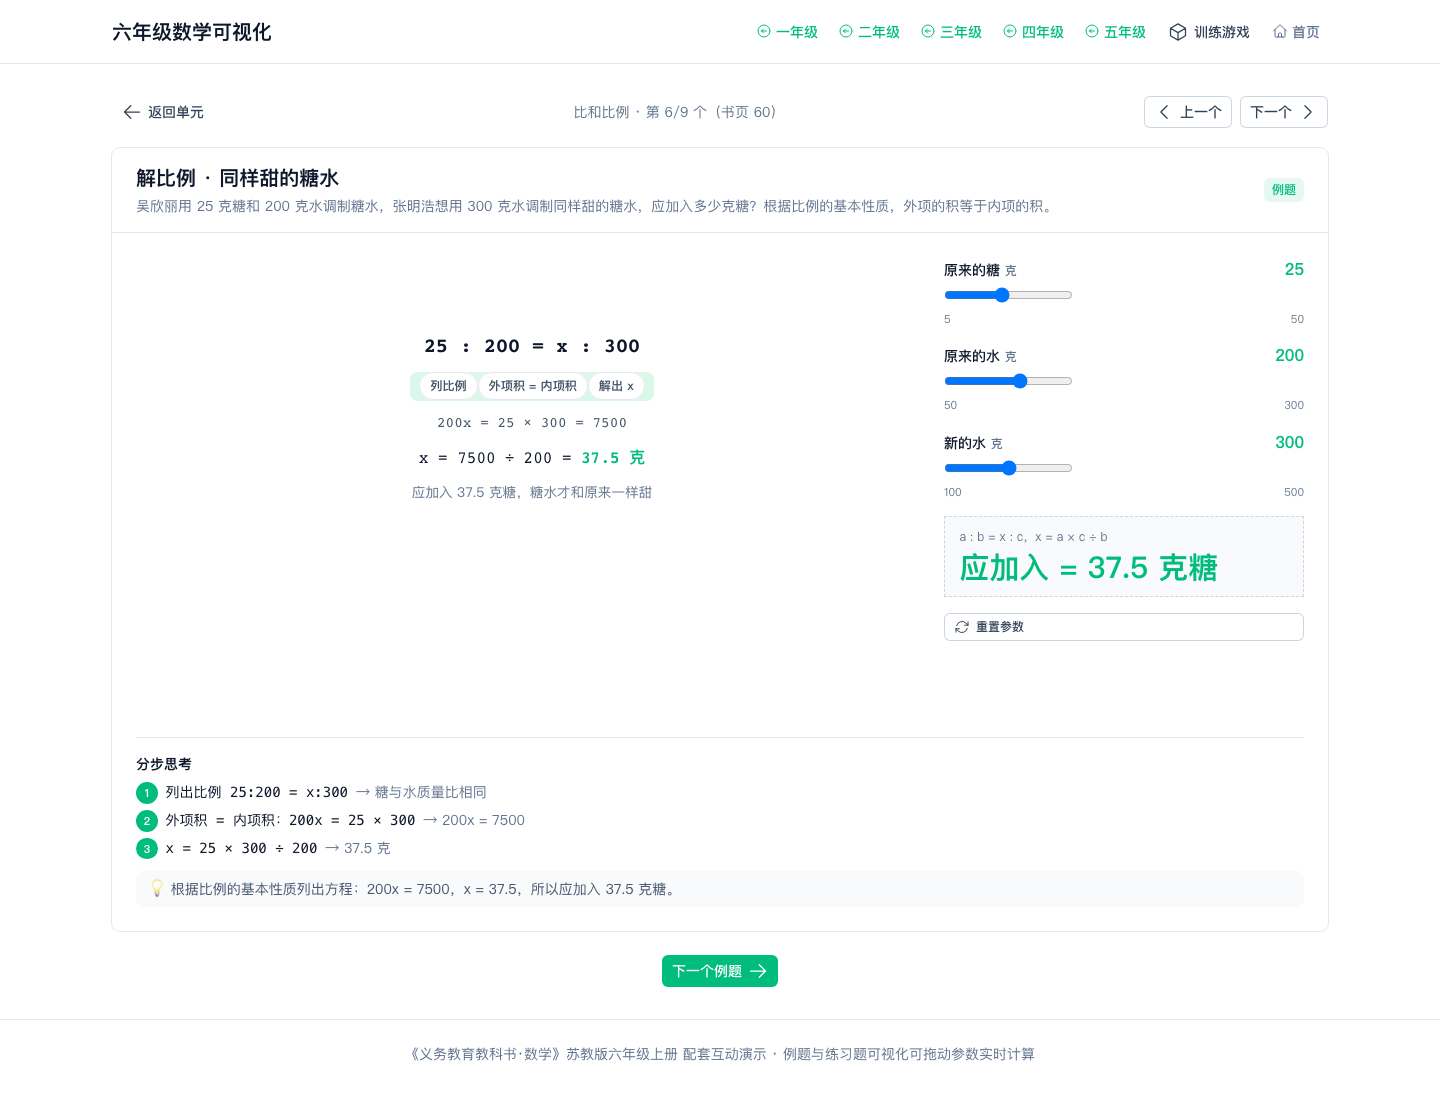 六年级数学可视化
一年级 二年级 三年级 四年级 五年级 训练游戏 首页
返回单元
比和比例 · 第 6/9 个（书页 60）
上一个 下一个
解比例 · 同样甜的糖水
吴欣丽用 25 克糖和 200 克水调制糖水，张明浩想用 300 克水调制同样甜的糖水，应加入多少克糖？根据比例的基本性质，外项的积等于内项的积。
例题
25 : 200 = x : 300
列比例 外项积 = 内项积 解出 x
200x = 25 × 300 = 7500
x = 7500 ÷ 200 = 37.5 克
应加入 37.5 克糖，糖水才和原来一样甜
原来的糖 克 25
5 50
原来的水 克 200
50 300
新的水 克 300
100 500
a : b = x : c，x = a × c ÷ b
应加入 = 37.5 克糖
重置参数
分步思考
1 列出比例 25:200 = x:300 → 糖与水质量比相同
2 外项积 = 内项积：200x = 25 × 300 → 200x = 7500
3 x = 25 × 300 ÷ 200 → 37.5 克
💡 根据比例的基本性质列出方程：200x = 7500，x = 37.5，所以应加入 37.5 克糖。
下一个例题
《义务教育教科书·数学》苏教版六年级上册 配套互动演示 · 例题与练习题可视化可拖动参数实时计算